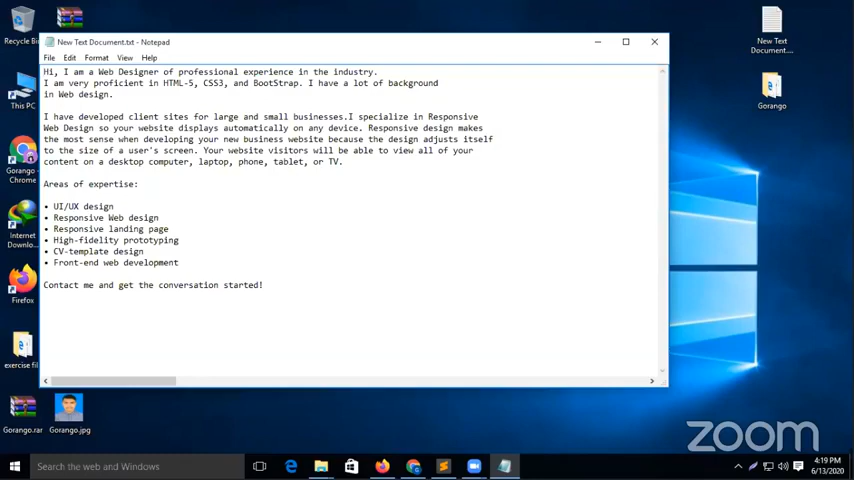 Recycle Bi
New Text Document.txt - Notepad
File Edit Format View Help
Hi, I am a Web Designer of professional experience in the industry.
I am very proficient in HTML-5, CSS3, and BootStrap. I have a lot of background
in Web design.
I have developed client sites for large and small businesses.I specialize in Responsive
Web Design so your website displays automatically on any device. Responsive design makes
the most sense when developing your new business website because the design adjusts itself
to the size of a user's screen. Your website visitors will be able to view all of your
content on a desktop computer, laptop, phone, tablet, or TV.
Areas of expertise:
• UI/UX design
• Responsive Web design
• Responsive landing page
• High-fidelity prototyping
• CV-template design
• Front-end web development
Contact me and get the conversation started!
This PC
Gorango -
Chrome
Internet
Downlo...
Firefox
exercise fil
Gorango.rar
Gorango.jpg
New Text
Document....
Gorango
zoom
Search the web and Windows
4:19 PM
6/13/2020